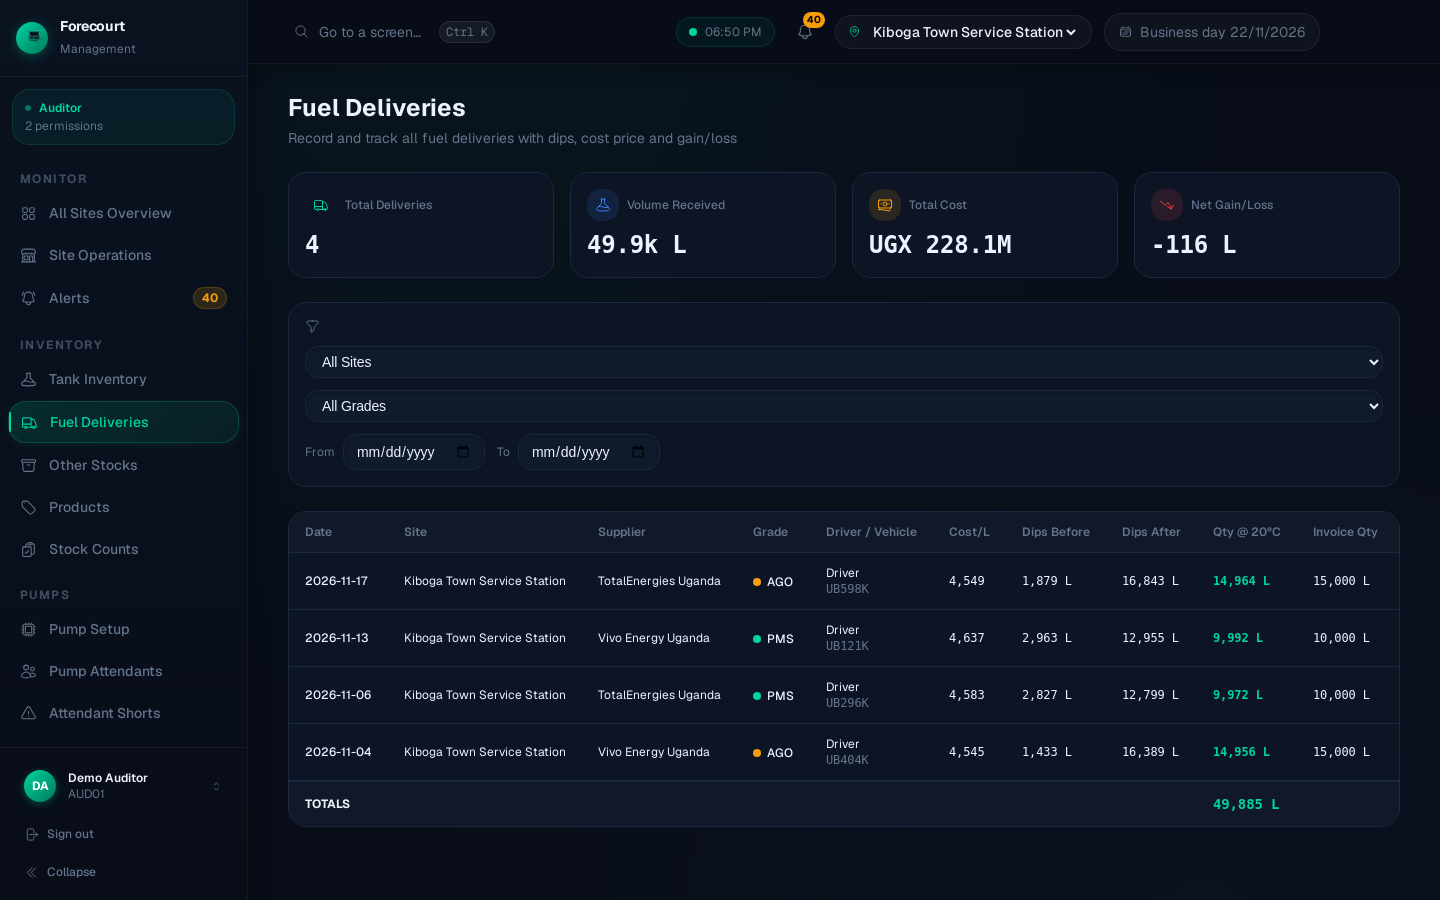 Forecourt
Management
Auditor
2 permissions
MONITOR
All Sites Overview
Site Operations
Alerts 40
INVENTORY
Tank Inventory
Fuel Deliveries
Other Stocks
Products
Stock Counts
PUMPS
Pump Setup
Pump Attendants
Attendant Shorts
DA Demo Auditor
AUD01
Sign out
Collapse
Go to a screen... Ctrl K
06:50 PM
40
Kiboga Town Service Station
Business day 22/11/2026
Fuel Deliveries
Record and track all fuel deliveries with dips, cost price and gain/loss
Total Deliveries
4
Volume Received
49.9k L
Total Cost
UGX 228.1M
Net Gain/Loss
-116 L
All Sites
All Grades
From mm/dd/yyyy To mm/dd/yyyy
Date Site Supplier Grade Driver / Vehicle Cost/L Dips Before Dips After Qty @ 20°C Invoice Qty
2026-11-17 Kiboga Town Service Station TotalEnergies Uganda AGO Driver UB598K 4,549 1,879 L 16,843 L 14,964 L 15,000 L
2026-11-13 Kiboga Town Service Station Vivo Energy Uganda PMS Driver UB121K 4,637 2,963 L 12,955 L 9,992 L 10,000 L
2026-11-06 Kiboga Town Service Station TotalEnergies Uganda PMS Driver UB296K 4,583 2,827 L 12,799 L 9,972 L 10,000 L
2026-11-04 Kiboga Town Service Station Vivo Energy Uganda AGO Driver UB404K 4,545 1,433 L 16,389 L 14,956 L 15,000 L
TOTALS 49,885 L